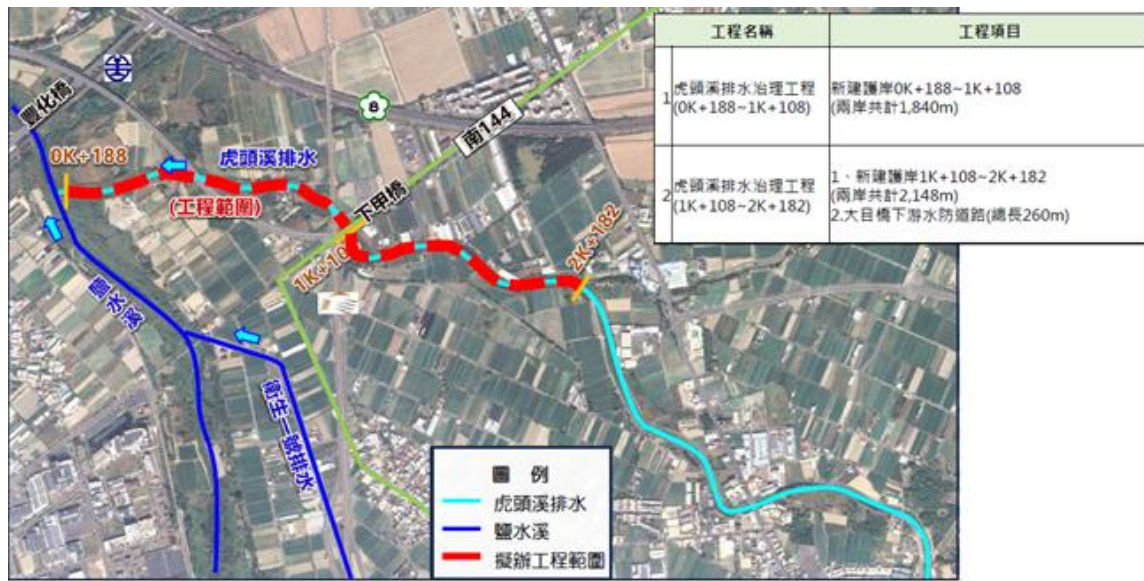 工程名稱
工程項目
1
虎頭溪排水治理工程
(0K+188~1K+108)
新建護岸0K+188~1K+108
(兩岸共計1,840m)
2
虎頭溪排水治理工程
(1K+108~2K+182)
1、新建護岸1K+108~2K+182
(兩岸共計2,148m)
2.大目橋下游水防道路(總長260m)
豐化橋
8
南144
0K+188
虎頭溪排水
(工程範圍)
下甲橋
1K+10
2K+182
鹽水溪
衛生一號排水
圖 例
虎頭溪排水
鹽水溪
擬辦工程範圍